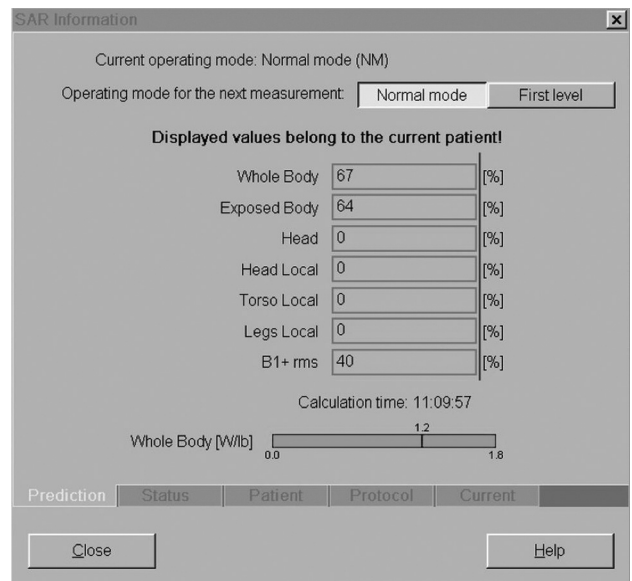 SAR Information
Current operating mode: Normal mode (NM)
Operating mode for the next measurement: Normal mode First level
Displayed values belong to the current patient!
Whole Body 67 [%]
Exposed Body 64 [%]
Head 0 [%]
Head Local 0 [%]
Torso Local 0 [%]
Legs Local 0 [%]
B1+ rms 40 [%]
Calculation time: 11:09:57
1.2
Whole Body [W/lb]
0.0 1.8
Prediction Status Patient Protocol Current
Close Help